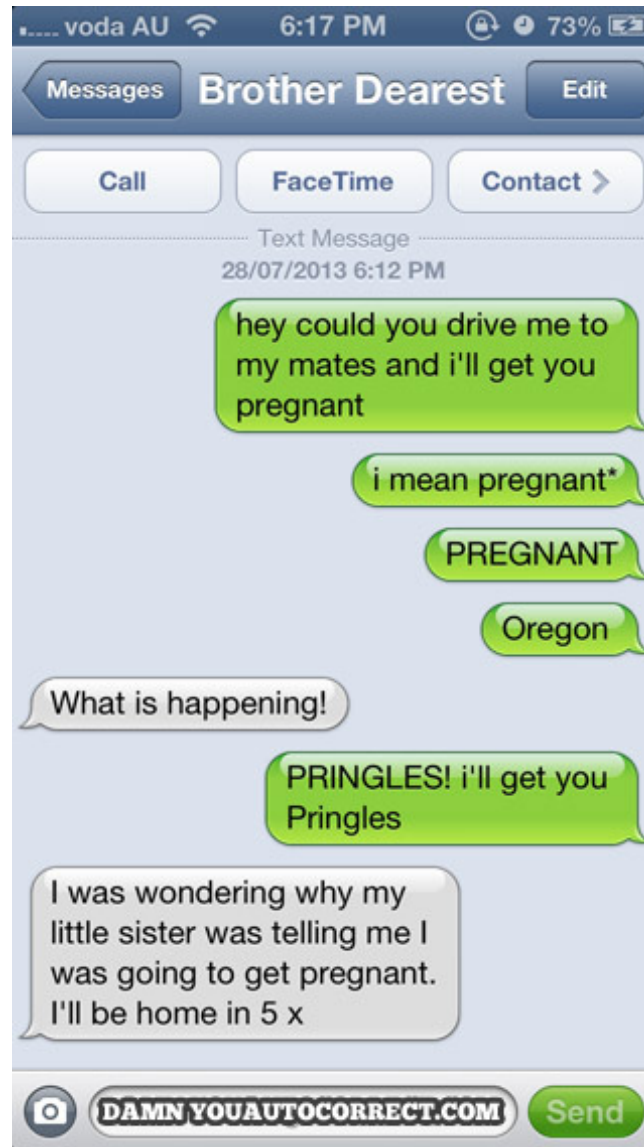 voda AU 6:17 PM 73%
Messages Brother Dearest Edit
Call FaceTime Contact
Text Message
28/07/2013 6:12 PM
hey could you drive me to
my mates and i'll get you
pregnant
i mean pregnant*
PREGNANT
Oregon
What is happening!
PRINGLES! i'll get you
Pringles
I was wondering why my
little sister was telling me I
was going to get pregnant.
I'll be home in 5 x
DAMNYOUAUTOCORRECT.COM Send